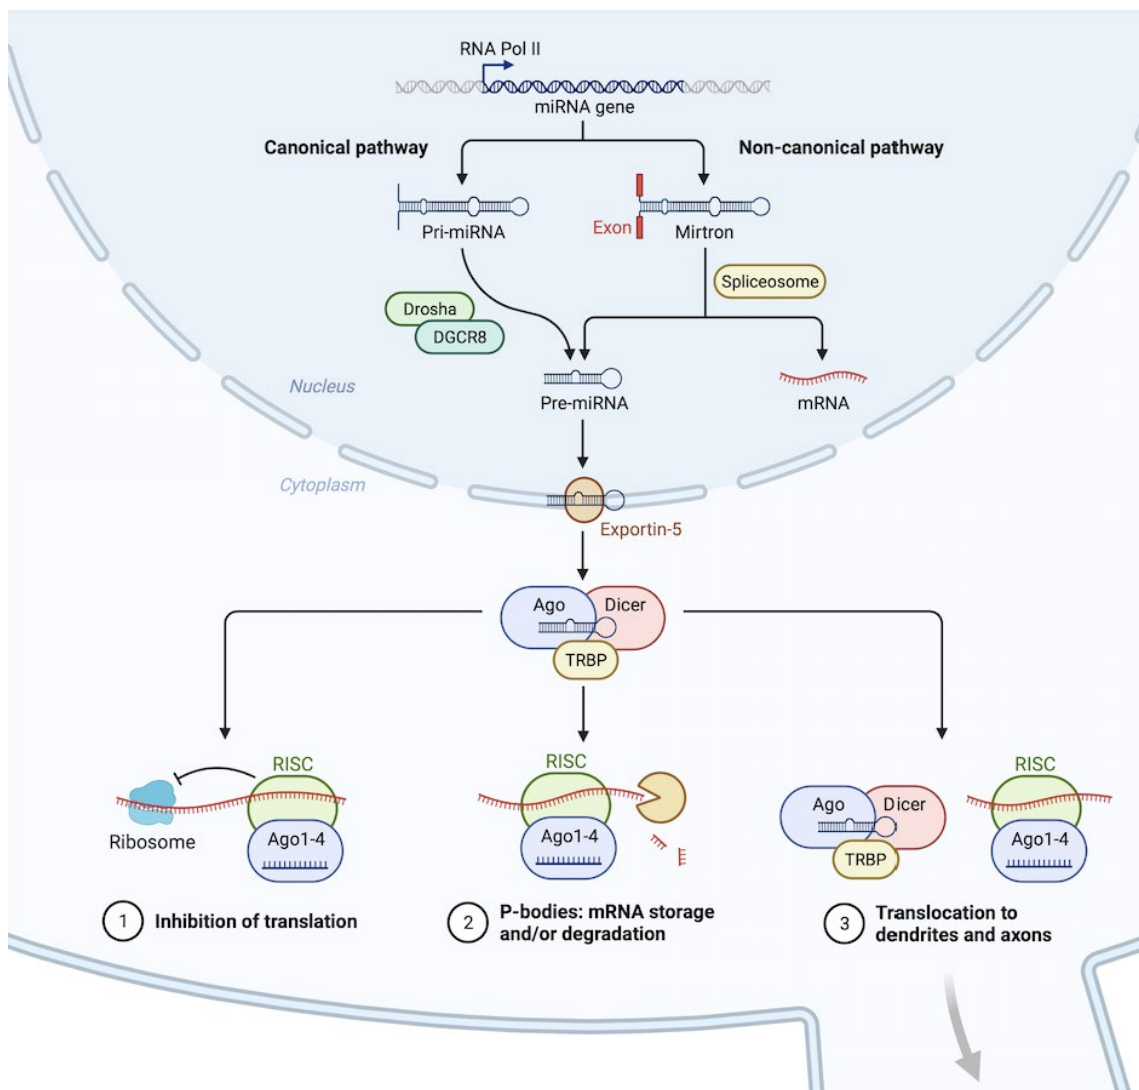 RNA Pol II
miRNA gene
Canonical pathway
Non-canonical pathway
Pri-miRNA
Exon
Mirtron
Spliceosome
Drosha
DGCR8
Nucleus
Pre-miRNA
mRNA
Cytoplasm
Exportin-5
Ago
Dicer
TRBP
RISC
Ribosome
Ago1-4
1
Inhibition of translation
RISC
Ago1-4
2
P-bodies: mRNA storage
and/or degradation
Ago
Dicer
TRBP
RISC
Ago1-4
3
Translocation to
dendrites and axons